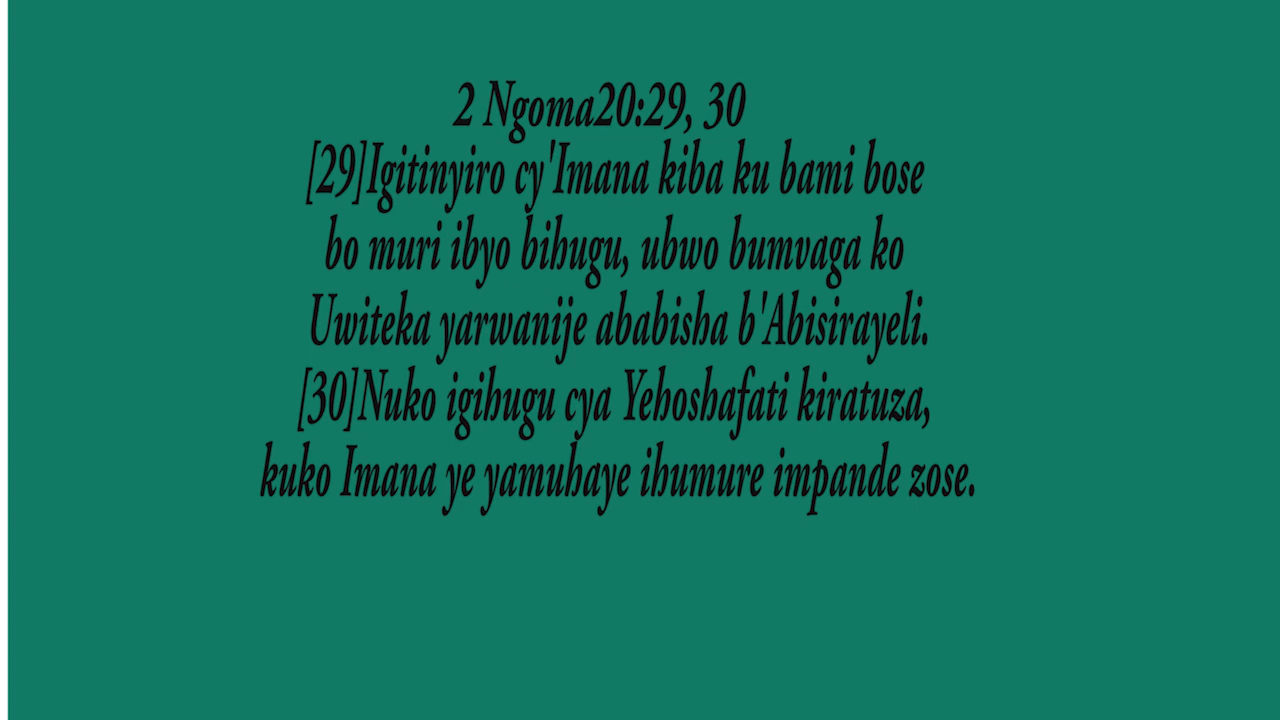 2 Ngoma20:29, 30
[29]Igitinyiro cy'Imana kiba ku bami bose
bo muri ibyo bihugu, ubwo bumvaga ko
Uwiteka yarwanije ababisha b'Abisirayeli.
[30]Nuko igihugu cya Yehoshafati kiratuza,
kuko Imana ye yamuhaye ihumure impande zose.